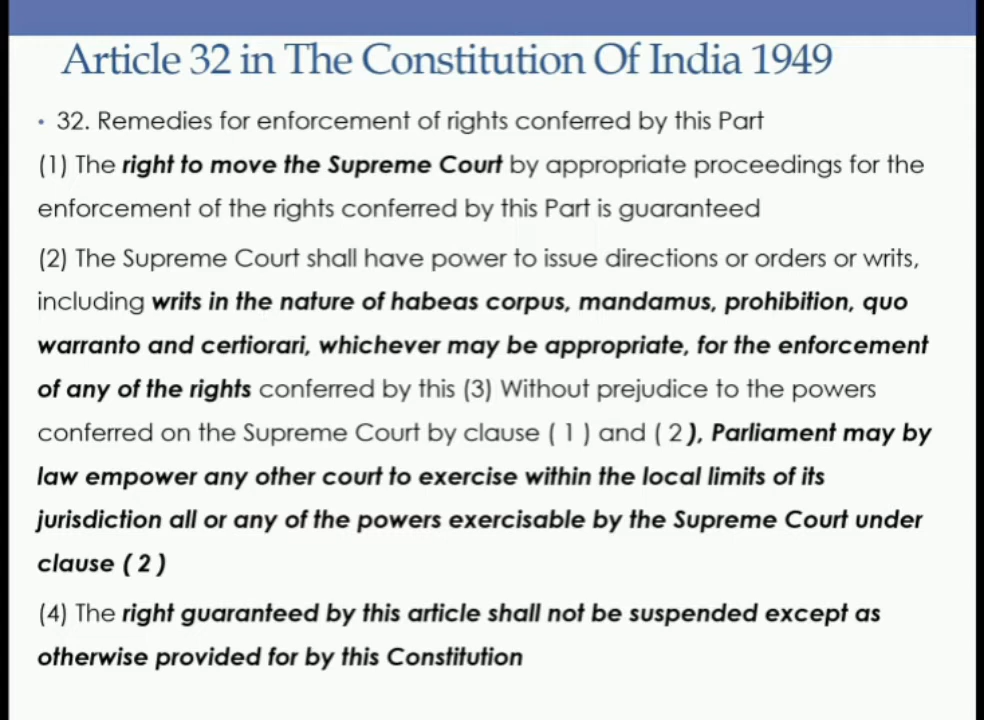 Article 32 in The Constitution Of India 1949
• 32. Remedies for enforcement of rights conferred by this Part
(1) The right to move the Supreme Court by appropriate proceedings for the
enforcement of the rights conferred by this Part is guaranteed
(2) The Supreme Court shall have power to issue directions or orders or writs,
including writs in the nature of habeas corpus, mandamus, prohibition, quo
warranto and certiorari, whichever may be appropriate, for the enforcement
of any of the rights conferred by this (3) Without prejudice to the powers
conferred on the Supreme Court by clause ( 1 ) and ( 2 ), Parliament may by
law empower any other court to exercise within the local limits of its
jurisdiction all or any of the powers exercisable by the Supreme Court under
clause ( 2 )
(4) The right guaranteed by this article shall not be suspended except as
otherwise provided for by this Constitution